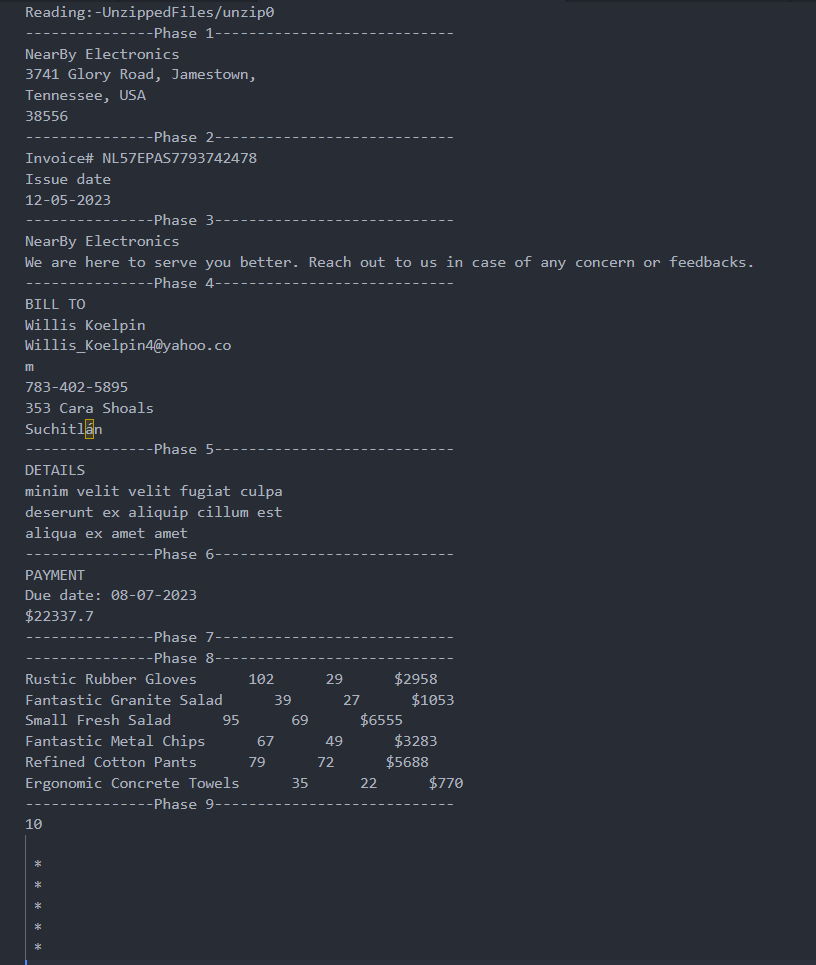 Reading:-UnzippedFiles/unzip0
---------------Phase 1----------------------------
NearBy Electronics
3741 Glory Road, Jamestown,
Tennessee, USA
38556
---------------Phase 2----------------------------
Invoice# NL57EPAS7793742478
Issue date
12-05-2023
---------------Phase 3----------------------------
NearBy Electronics
We are here to serve you better. Reach out to us in case of any concern or feedbacks.
---------------Phase 4----------------------------
BILL TO
Willis Koelpin
Willis_Koelpin4@yahoo.co
m
783-402-5895
353 Cara Shoals
Suchitlán
---------------Phase 5----------------------------
DETAILS
minim velit velit fugiat culpa
deserunt ex aliquip cillum est
aliqua ex amet amet
---------------Phase 6----------------------------
PAYMENT
Due date: 08-07-2023
$22337.7
---------------Phase 7----------------------------
---------------Phase 8----------------------------
Rustic Rubber Gloves      102      29      $2958
Fantastic Granite Salad      39      27      $1053
Small Fresh Salad      95      69      $6555
Fantastic Metal Chips      67      49      $3283
Refined Cotton Pants      79      72      $5688
Ergonomic Concrete Towels      35      22      $770
---------------Phase 9----------------------------
10
*
*
*
*
*